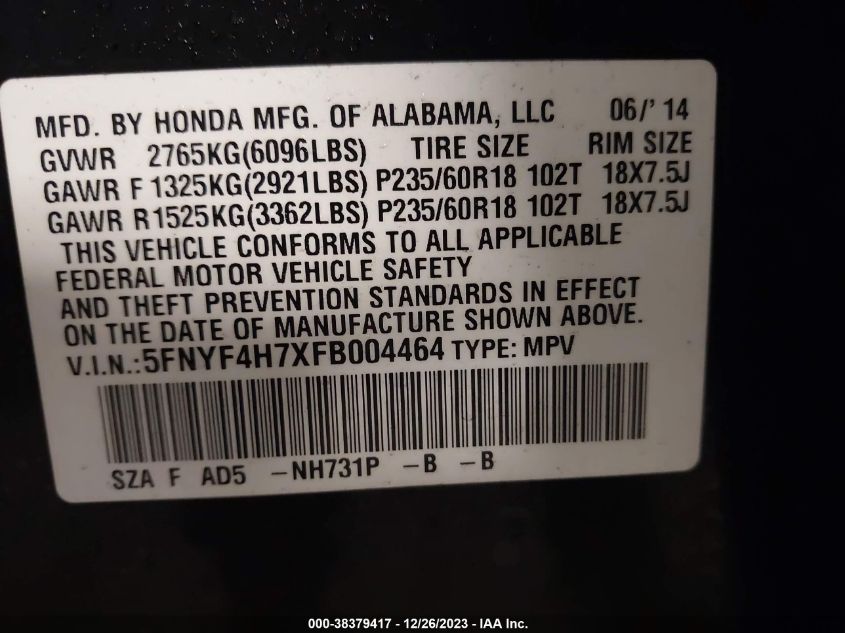 MFD. BY HONDA MFG. OF ALABAMA, LLC 06/' 14
GVWR 2765KG(6096LBS) TIRE SIZE RIM SIZE
GAWR F 1325KG(2921LBS) P235/60R18 102T 18X7.5J
GAWR R1525KG(3362LBS) P235/60R18 102T 18X7.5J
THIS VEHICLE CONFORMS TO ALL APPLICABLE
FEDERAL MOTOR VEHICLE SAFETY
AND THEFT PREVENTION STANDARDS IN EFFECT
ON THE DATE OF MANUFACTURE SHOWN ABOVE.
V.I.N.:5FNYF4H7XFB004464 TYPE: MPV
SZA F AD5 -NH731P -B -B
000-38379417 - 12/26/2023 - IAA Inc.